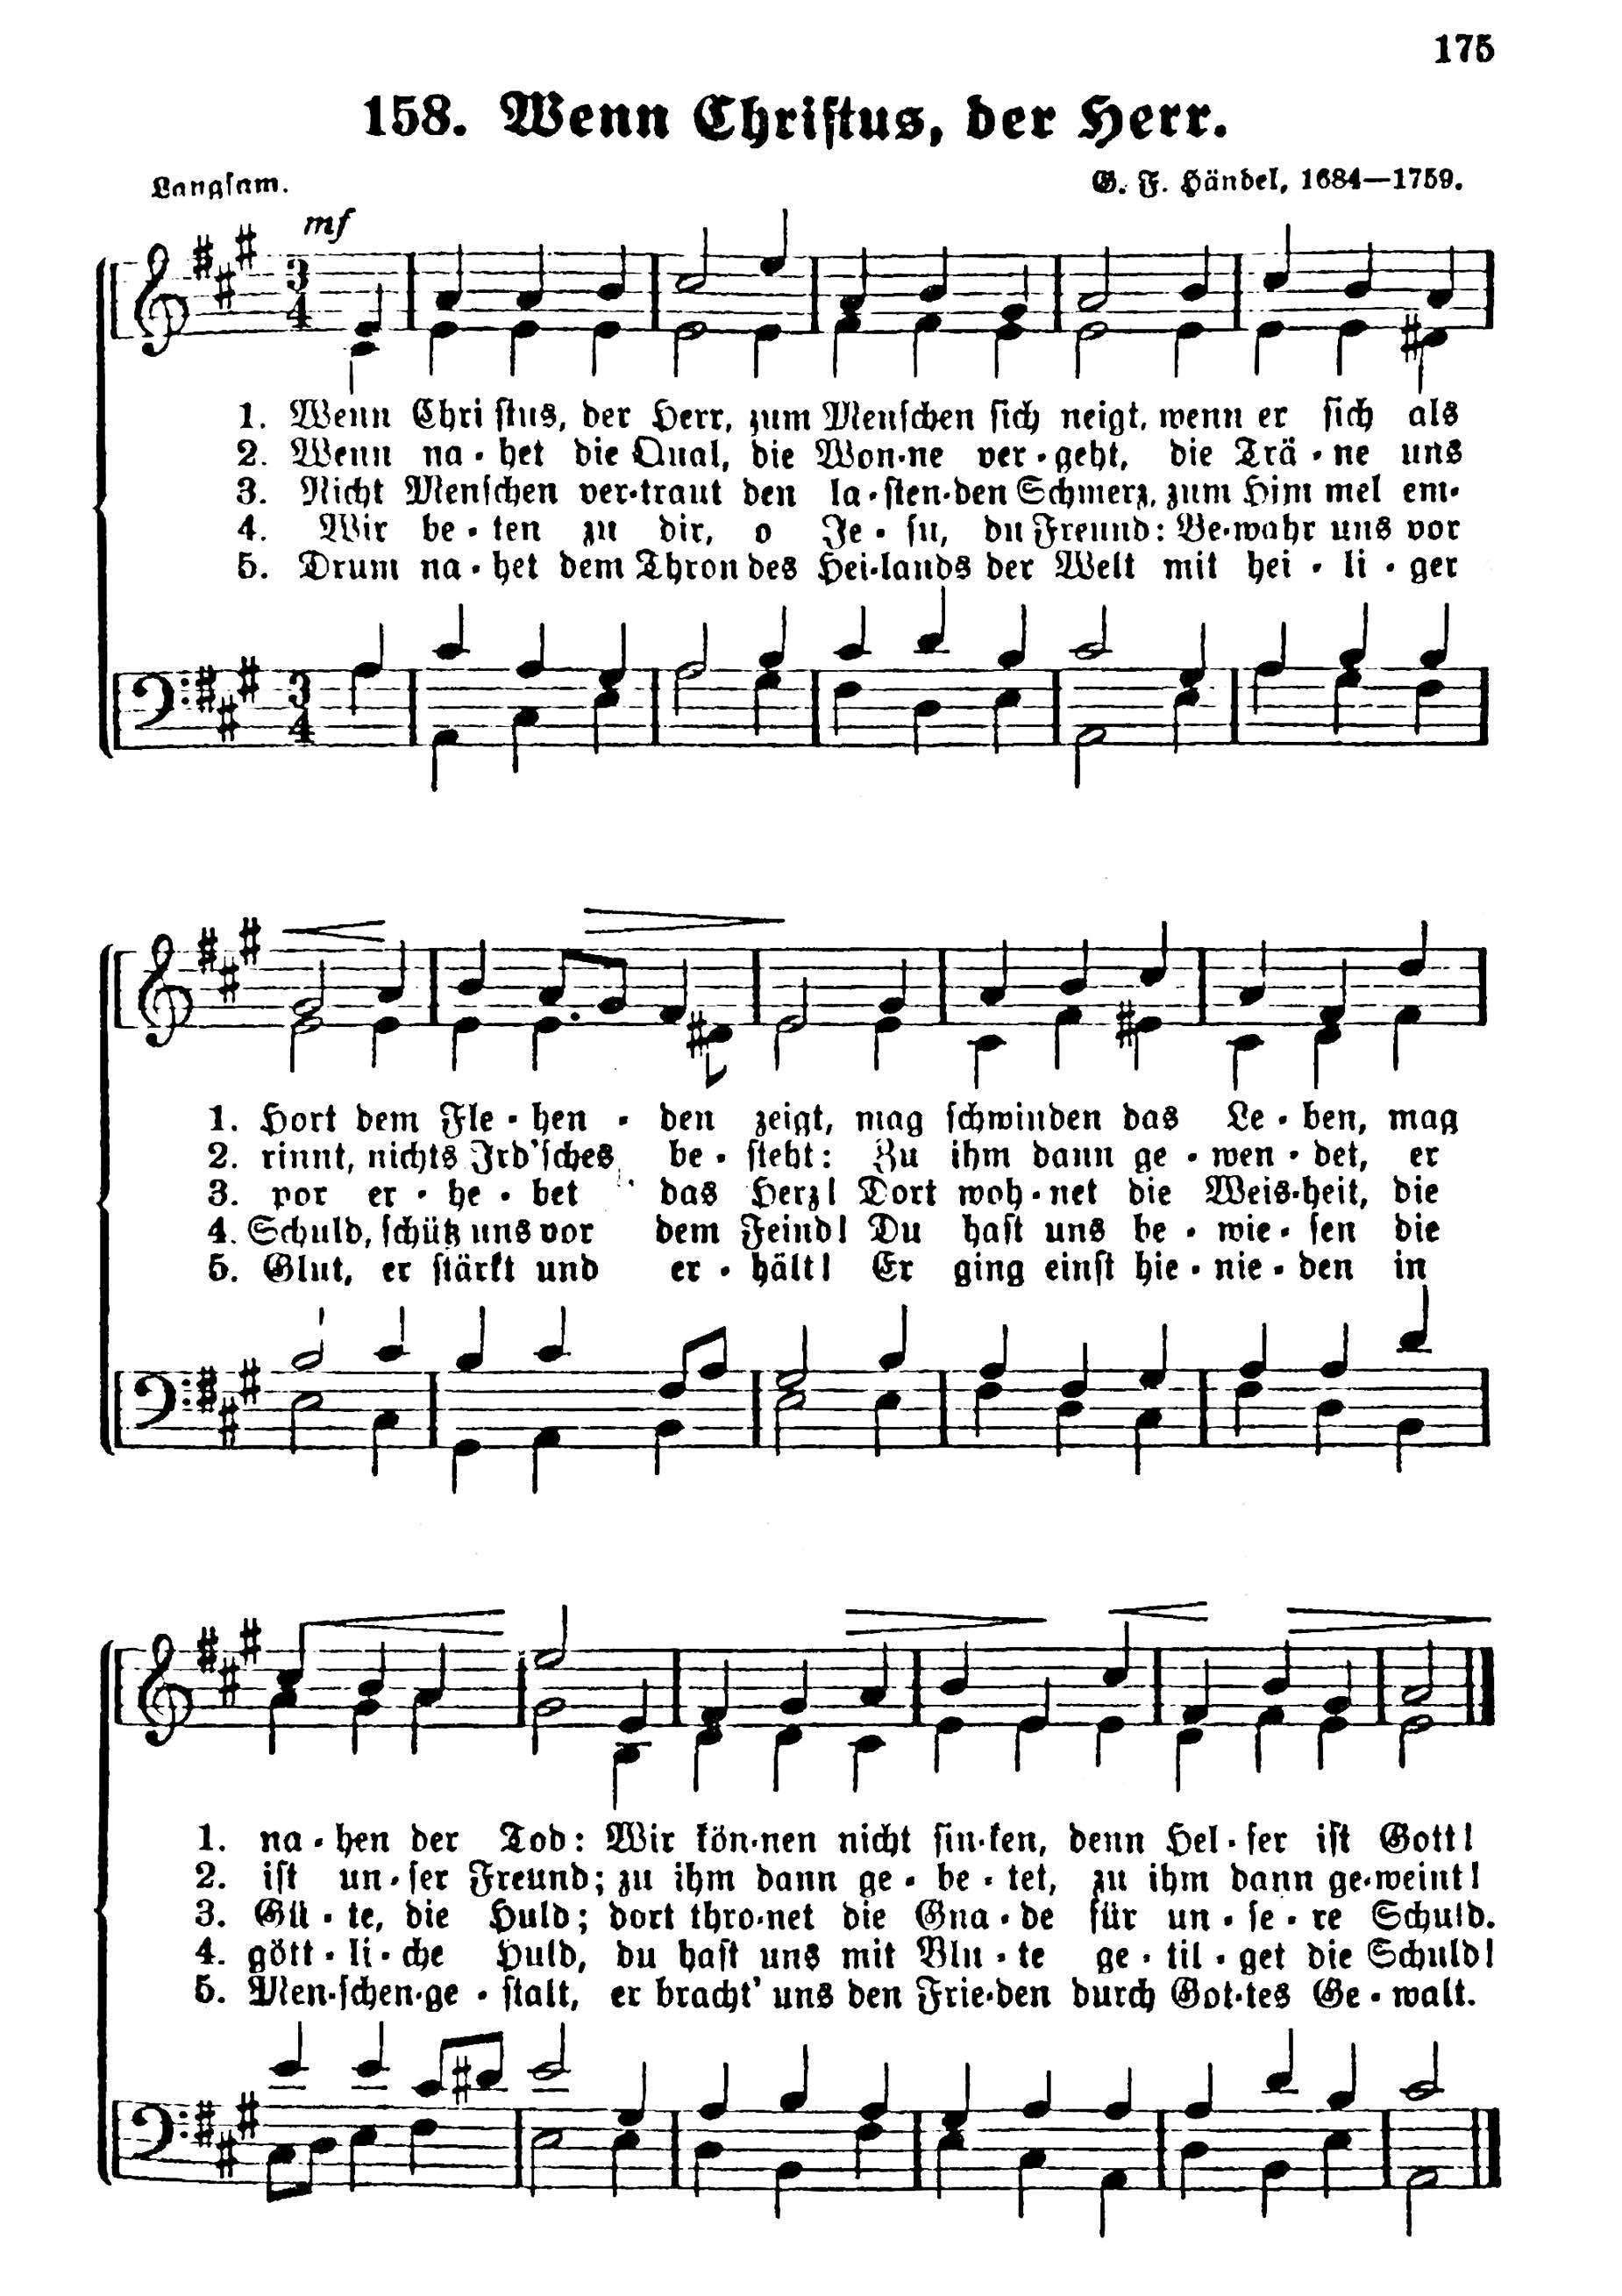 175
158. Wenn Christus, der Herr.
Langsam.
G. F. Händel, 1684—1759.
mf
1. Wenn Chri stus, der Herr, zum Menschen sich neigt, wenn er sich als
2. Wenn na-het die Qual, die Won-ne ver-geht, die Trä-ne uns
3. Nicht Menschen ver-traut den la-sten-den Schmerz, zum Him mel em-
4. Wir be-ten zu dir, o Je-su, du Freund: Be-wahr uns vor
5. Drum na-het dem Thron des Hei-lands der Welt mit hei-li-ger
1. Hort dem Fle-hen-den zeigt, mag schwinden das Le-ben, mag
2. rinnt, nichts Ird'sches be-steht: Zu ihm dann ge-wen-det, er
3. por er-he-bet das Herz! Dort woh-net die Weis-heit, die
4. Schuld, schütz uns vor dem Feind! Du hast uns be-wie-sen die
5. Glut, er stärkt und er-hält! Er ging einst hie-nie-den in
1. na-hen der Tod: Wir kön-nen nicht sin-ken, denn Hel-fer ist Gott!
2. ist un-ser Freund; zu ihm dann ge-be-tet, zu ihm dann ge-weint!
3. Gü-te, die Huld; dort thro-net die Gna-de für un-se-re Schuld.
4. gött-li-che Huld, du hast uns mit Blu-te ge-til-get die Schuld!
5. Men-schen-ge-stalt, er bracht' uns den Frie-den durch Got-tes Ge-walt.